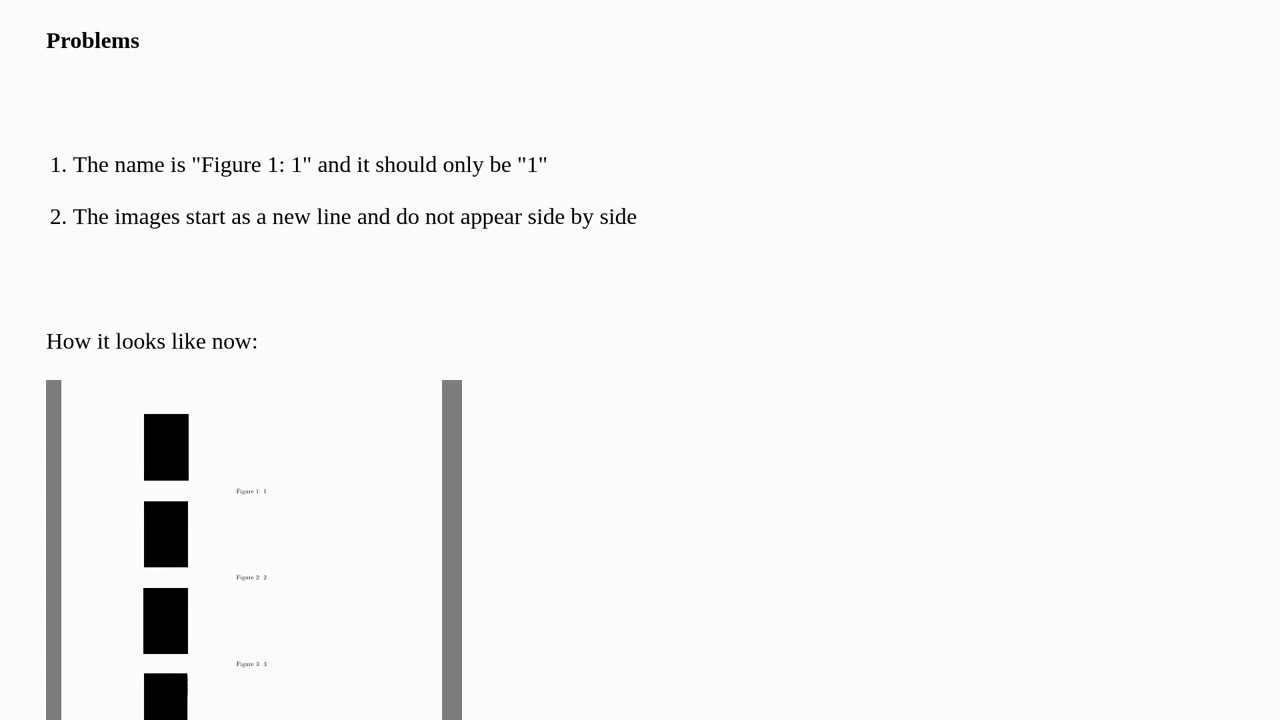 Problems
1. The name is "Figure 1: 1" and it should only be "1"
2. The images start as a new line and do not appear side by side
How it looks like now:
Figure 1: 1
Figure 2: 2
Figure 3: 3